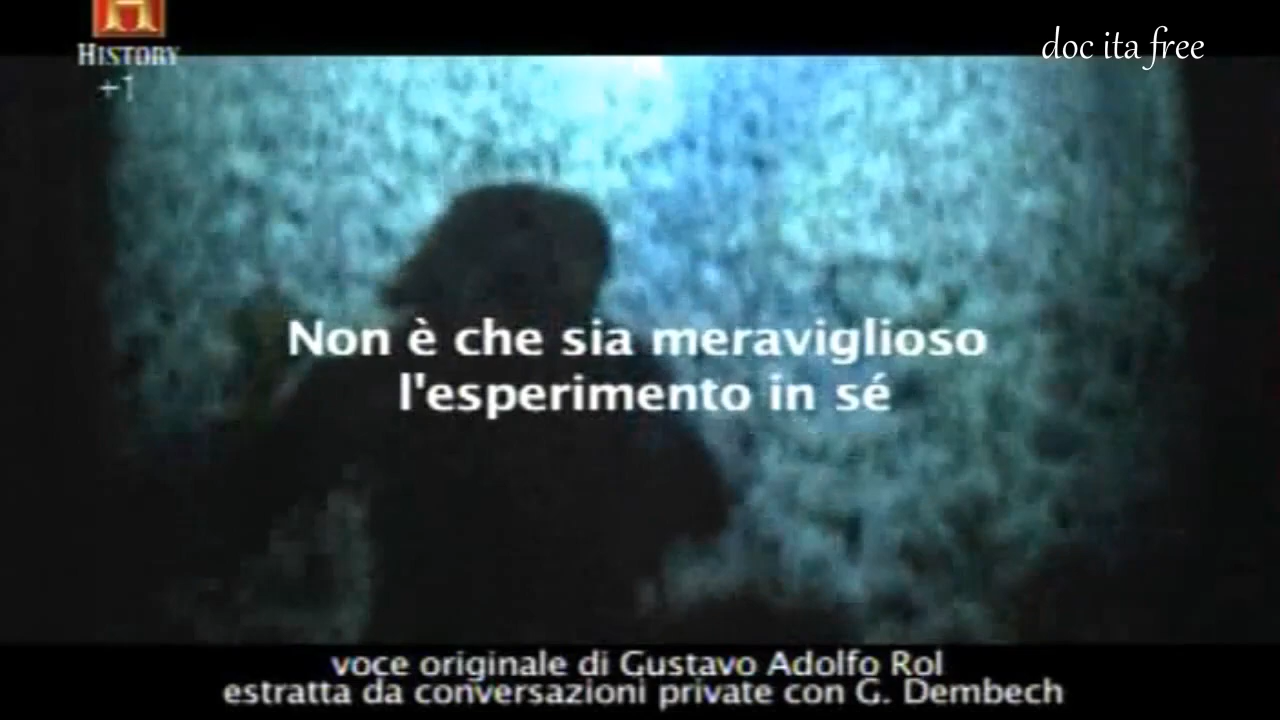 HISTORY
+1
doc ita free
Non è che sia meraviglioso
l'esperimento in sé
voce originale di Gustavo Adolfo Rol
estratta da conversazioni private con G. Dembech